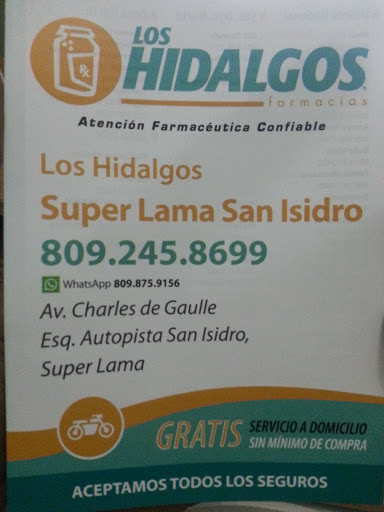 Rx
LOS
HIDALGOS
farmacias
Atención Farmacéutica Confiable
Los Hidalgos
Super Lama San Isidro
809.245.8699
WhatsApp 809.875.9156
Av. Charles de Gaulle
Esq. Autopista San Isidro,
Super Lama
GRATIS SERVICIO A DOMICILIO
SIN MÍNIMO DE COMPRA
ACEPTAMOS TODOS LOS SEGUROS